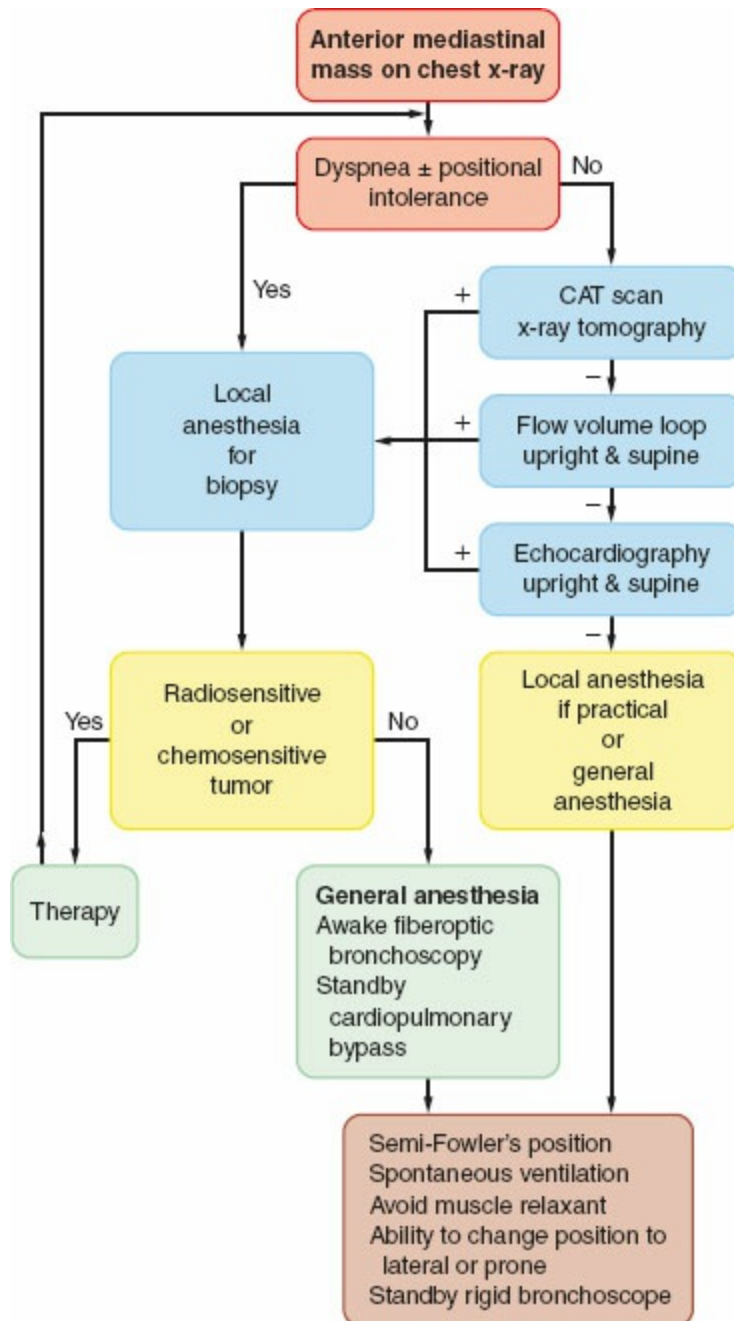 Anterior mediastinal
mass on chest x-ray
Dyspnea ± positional
intolerance
No
Yes
+
CAT scan
x-ray tomography
–
Local
anesthesia
for
biopsy
+
Flow volume loop
upright & supine
–
+
Echocardiography
upright & supine
–
Yes
Radiosensitive
or
chemosensitive
tumor
No
Local anesthesia
if practical
or
general
anesthesia
Therapy
General anesthesia
Awake fiberoptic
bronchoscopy
Standby
cardiopulmonary
bypass
Semi-Fowler's position
Spontaneous ventilation
Avoid muscle relaxant
Ability to change position to
lateral or prone
Standby rigid bronchoscope